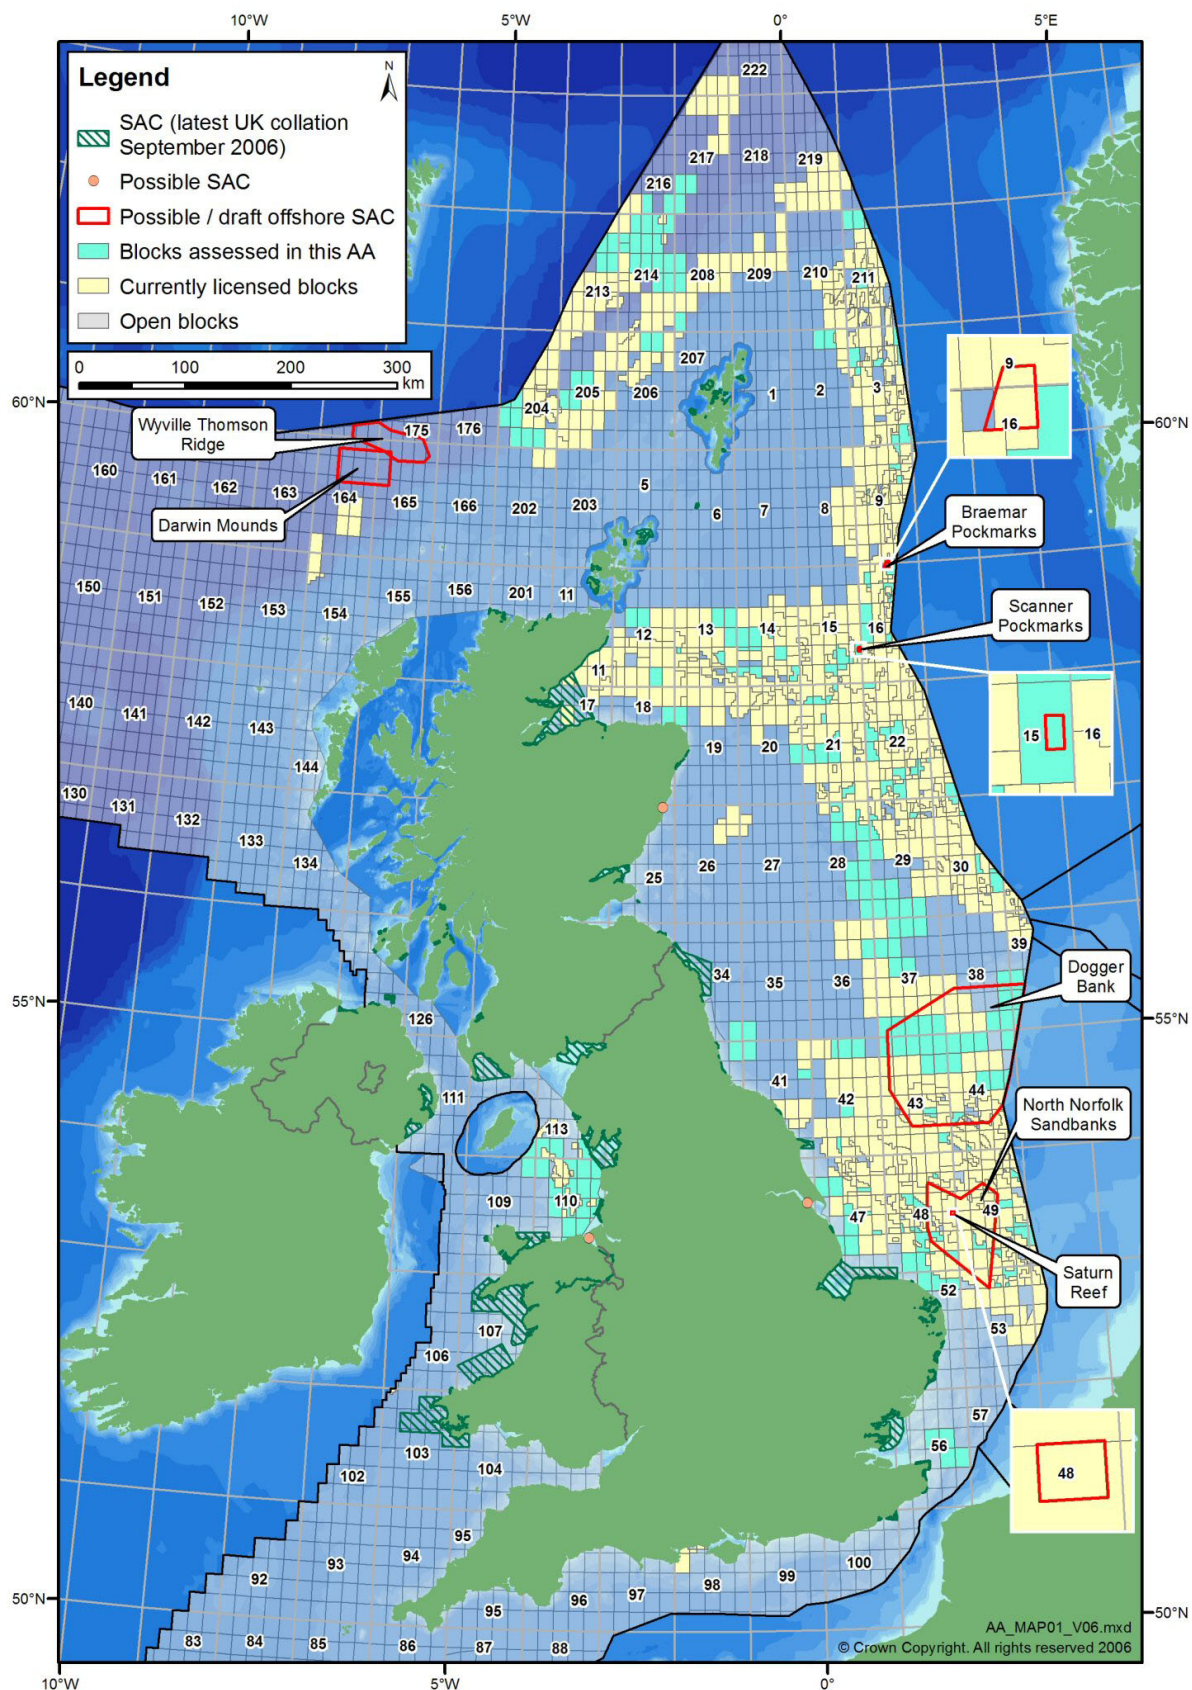 10°W 5°W 0° 5°E
Legend
N
SAC (latest UK collation
September 2006)
Possible SAC
Possible / draft offshore SAC
Blocks assessed in this AA
Currently licensed blocks
Open blocks
0 100 200 300
km
222
217 218 219
216
214 208 209 210 211
213
207
204 205 206 1 2 3
60°N 60°N
Wyville Thomson
Ridge
175 176
9
16
160 161 162 163 164 165 166 202 203 5 6 7 8 9
Darwin Mounds
Braemar
Pockmarks
150 151 152 153 154 155 156 201 11
Scanner
Pockmarks
12 13 14 15 16
11
17 18
140 141 142 143 19 20 21 22
15 16
144
130 131 132 133 134
25 26 27 28 29 30
39
34 35 36 37 38
Dogger
Bank
55°N 55°N
126
41 42 43 44
111
North Norfolk
Sandbanks
113
109 110 47 48 49
Saturn
Reef
52
53
107
106
57
56
103
102 104
48
95
94
93
92
100
99
98
97
96
95
50°N 50°N
83 84 85 86 87 88
AA_MAP01_V06.mxd
© Crown Copyright. All rights reserved 2006
10°W 5°W 0°